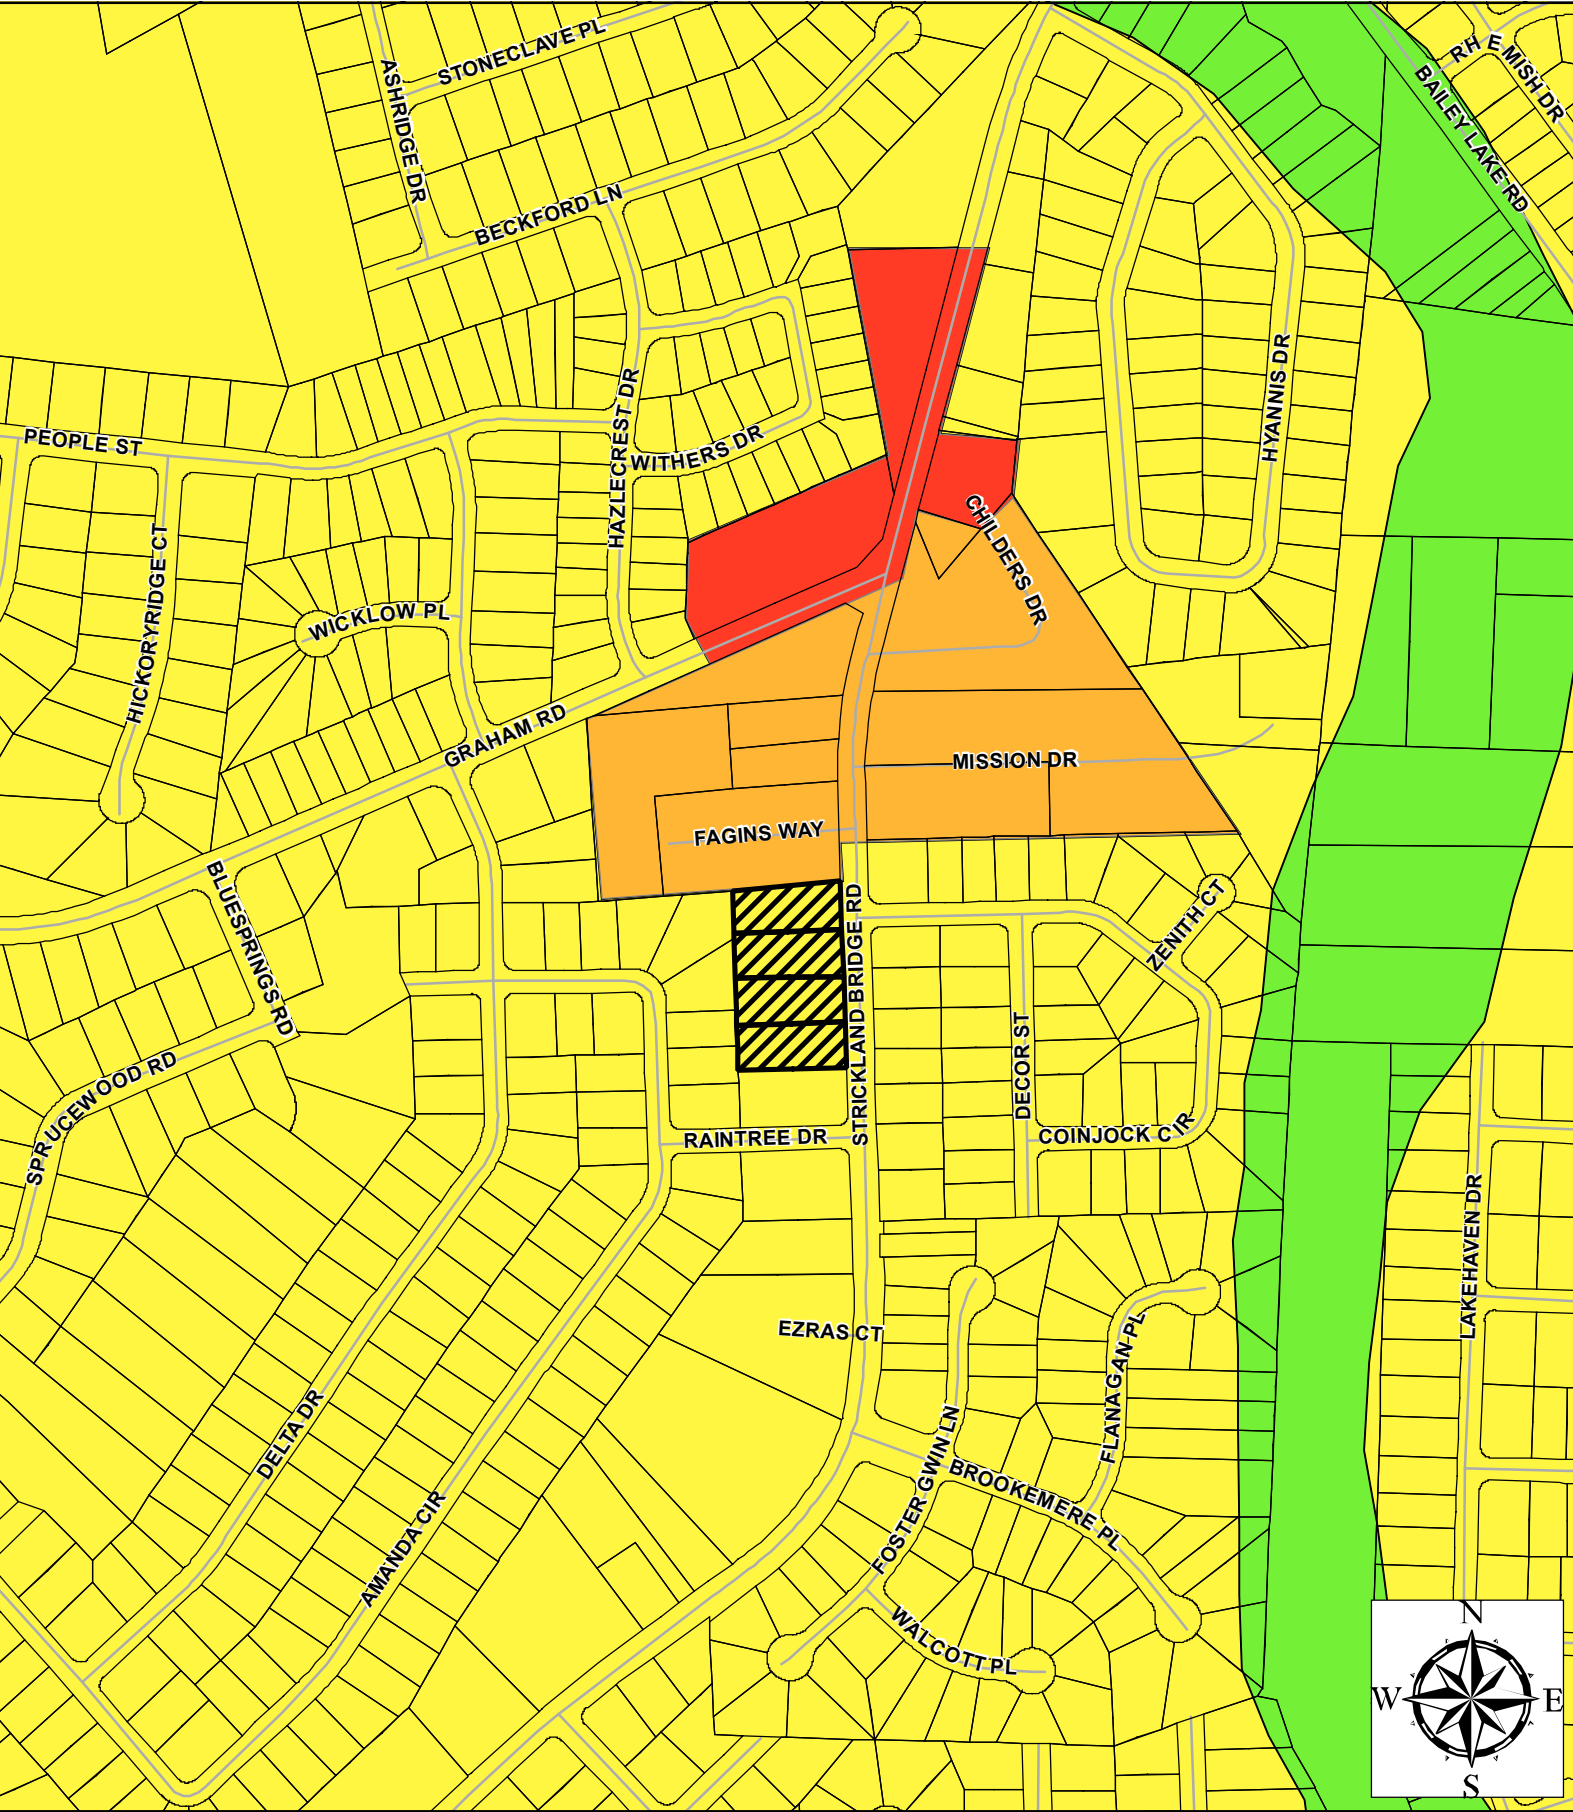 STONECLAVE PL
ASHRIDGE DR
RH E MISH DR
BAILEY LAKE RD
BECKFORD LN
HYANNIS DR
HAZLECREST DR
WITHERS DR
PEOPLE ST
CHILDERS DR
HICKORYRIDGE CT
WICKLOW PL
GRAHAM RD
MISSION DR
FAGINS WAY
BLUESPRINGS RD
STRICKLAND BRIDGE RD
ZENITH CT
DECOR ST
SPRUCEWOOD RD
RAINTREE DR
COINJOCK CIR
LAKEHAVEN DR
EZRAS CT
FLANAGAN PL
DELTA DR
FOSTER GWIN LN
BROOKEMERE PL
AMANDA CIR
WALCOTT PL
N
W
E
S